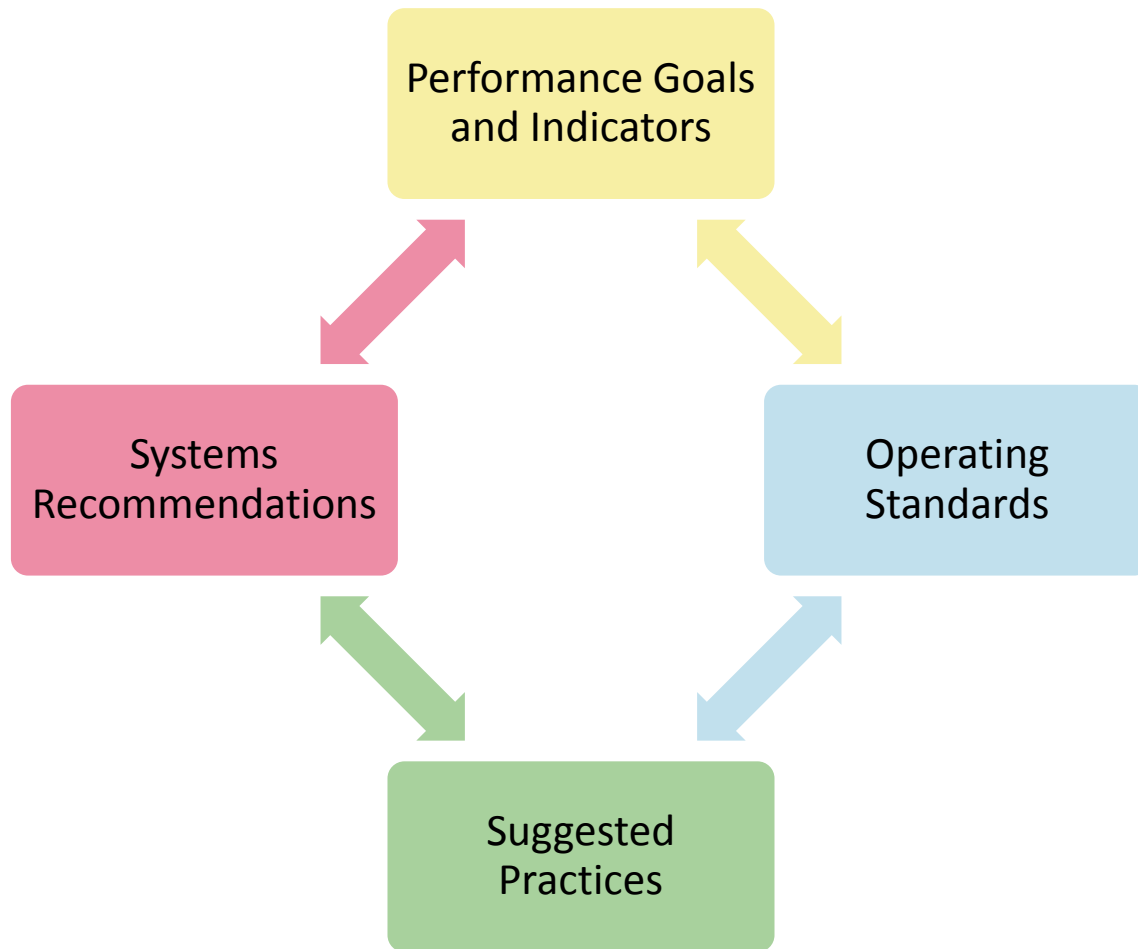 Performance Goals
and Indicators
Systems
Recommendations
Operating
Standards
Suggested
Practices